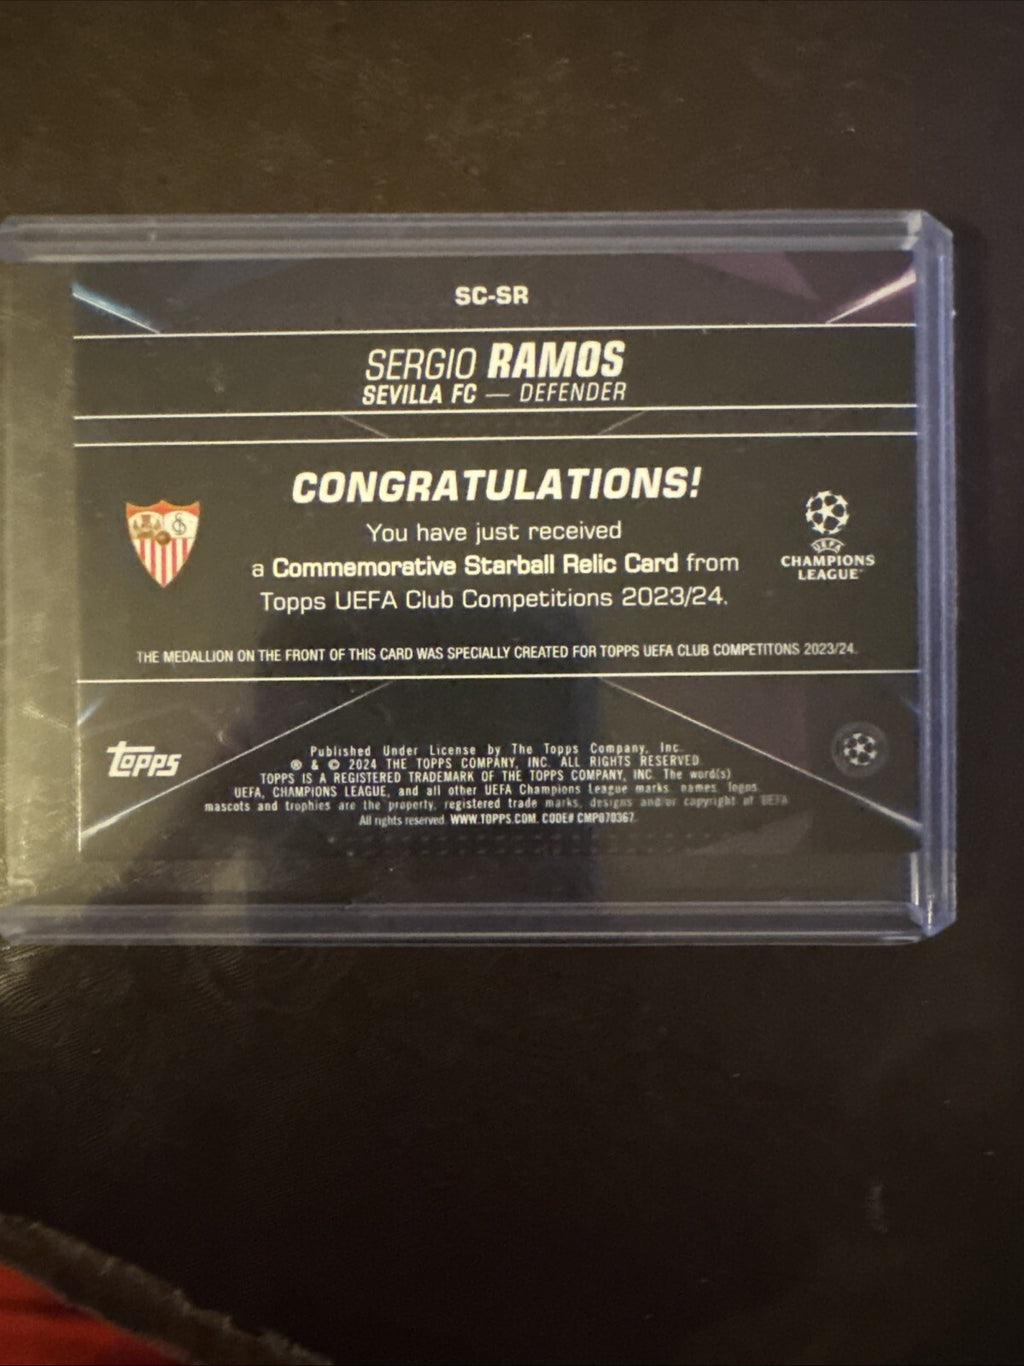 SC-SR
SERGIO RAMOS
SEVILLA FC — DEFENDER
CONGRATULATIONS!
You have just received
a Commemorative Starball Relic Card from
Topps UEFA Club Competitions 2023/24.
UEFA
CHAMPIONS
LEAGUE
THE MEDALLION ON THE FRONT OF THIS CARD WAS SPECIALLY CREATED FOR TOPPS UEFA CLUB COMPETITONS 2023/24.
Topps
Published Under License by The Topps Company, Inc.
® & © 2024 THE TOPPS COMPANY, INC. ALL RIGHTS RESERVED.
TOPPS IS A REGISTERED TRADEMARK OF THE TOPPS COMPANY, INC. The word(s)
UEFA, CHAMPIONS LEAGUE, and all other UEFA Champions League marks, names, logos,
mascots and trophies are the property, registered trade marks, designs and/or copyright of UEFA
All rights reserved. WWW.TOPPS.COM. CODE# CMP070367.